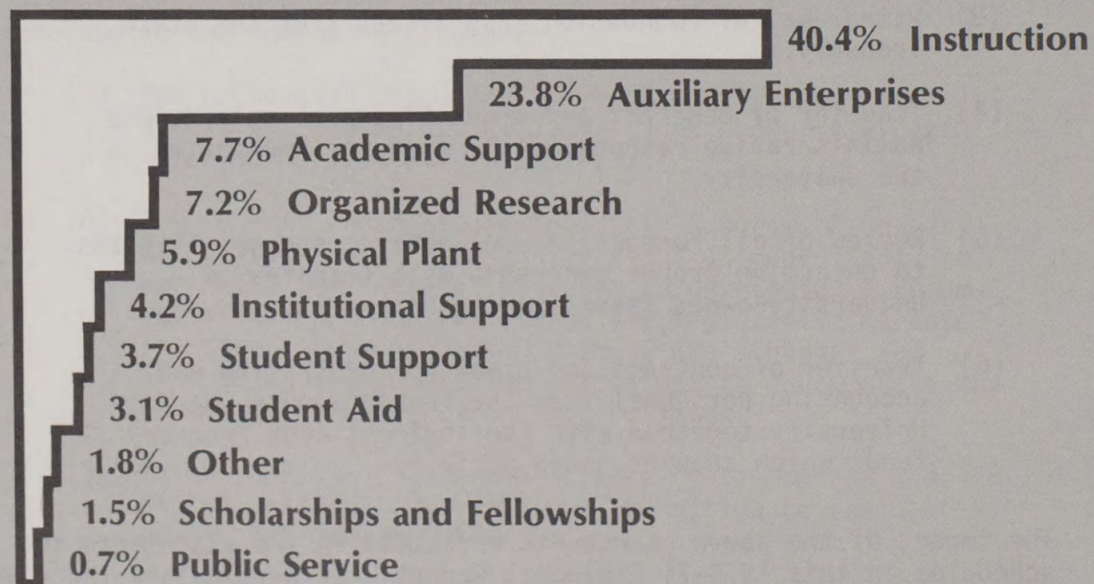 40.4% Instruction
23.8% Auxiliary Enterprises
7.7% Academic Support
7.2% Organized Research
5.9% Physical Plant
4.2% Institutional Support
3.7% Student Support
3.1% Student Aid
1.8% Other
1.5% Scholarships and Fellowships
0.7% Public Service